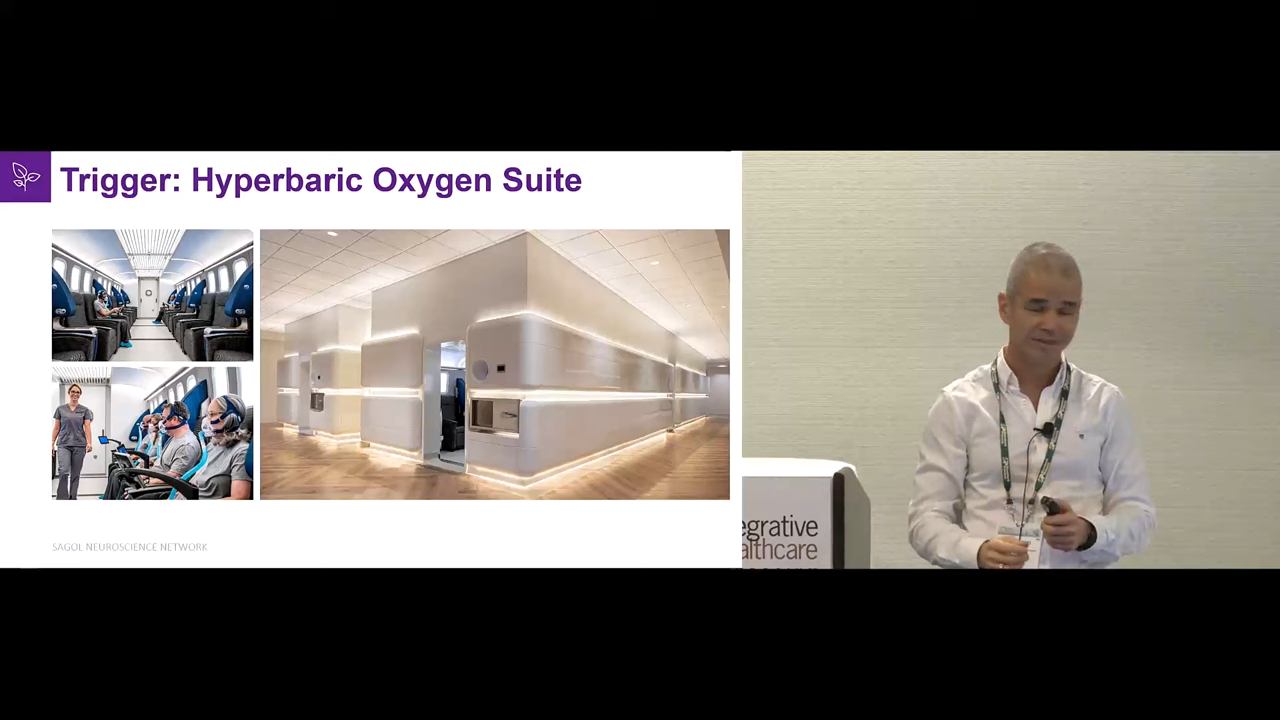 Trigger: Hyperbaric Oxygen Suite
SAGOL NEUROSCIENCE NETWORK
egrative
althcare